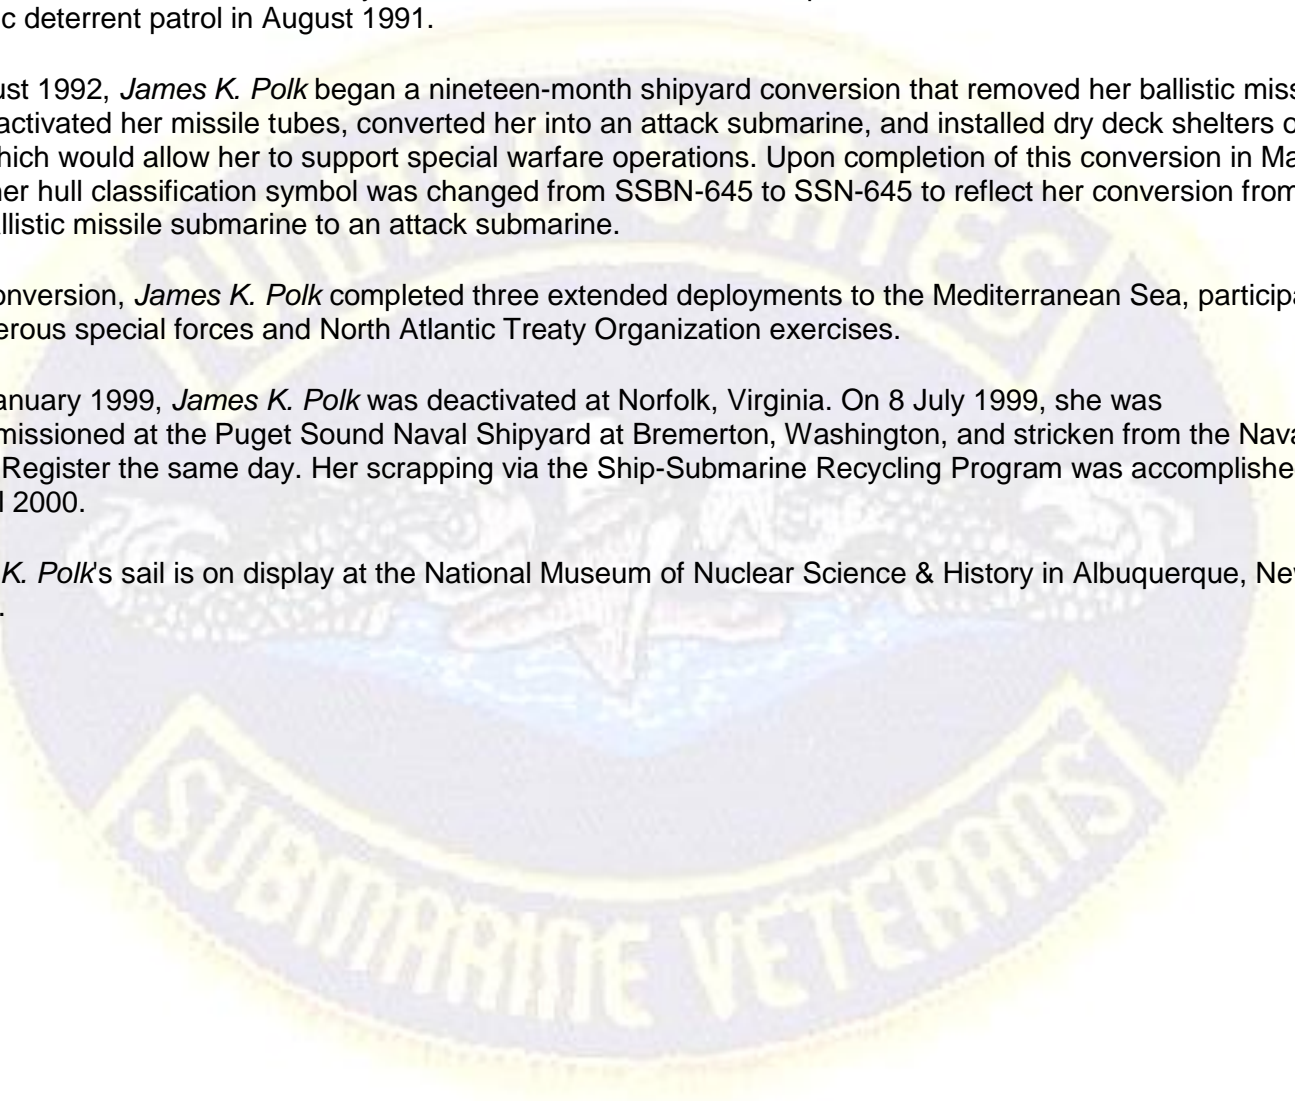 ic deterrent patrol in August 1991.
ust 1992, James K. Polk began a nineteen-month shipyard conversion that removed her ballistic miss
activated her missile tubes, converted her into an attack submarine, and installed dry deck shelters o
hich would allow her to support special warfare operations. Upon completion of this conversion in Ma
her hull classification symbol was changed from SSBN-645 to SSN-645 to reflect her conversion from
llistic missile submarine to an attack submarine.
onversion, James K. Polk completed three extended deployments to the Mediterranean Sea, participa
erous special forces and North Atlantic Treaty Organization exercises.
anuary 1999, James K. Polk was deactivated at Norfolk, Virginia. On 8 July 1999, she was
missioned at the Puget Sound Naval Shipyard at Bremerton, Washington, and stricken from the Nava
Register the same day. Her scrapping via the Ship-Submarine Recycling Program was accomplishe
l 2000.
K. Polk's sail is on display at the National Museum of Nuclear Science & History in Albuquerque, Nev
.
UNITED STATES
SUBMARINE VETERANS